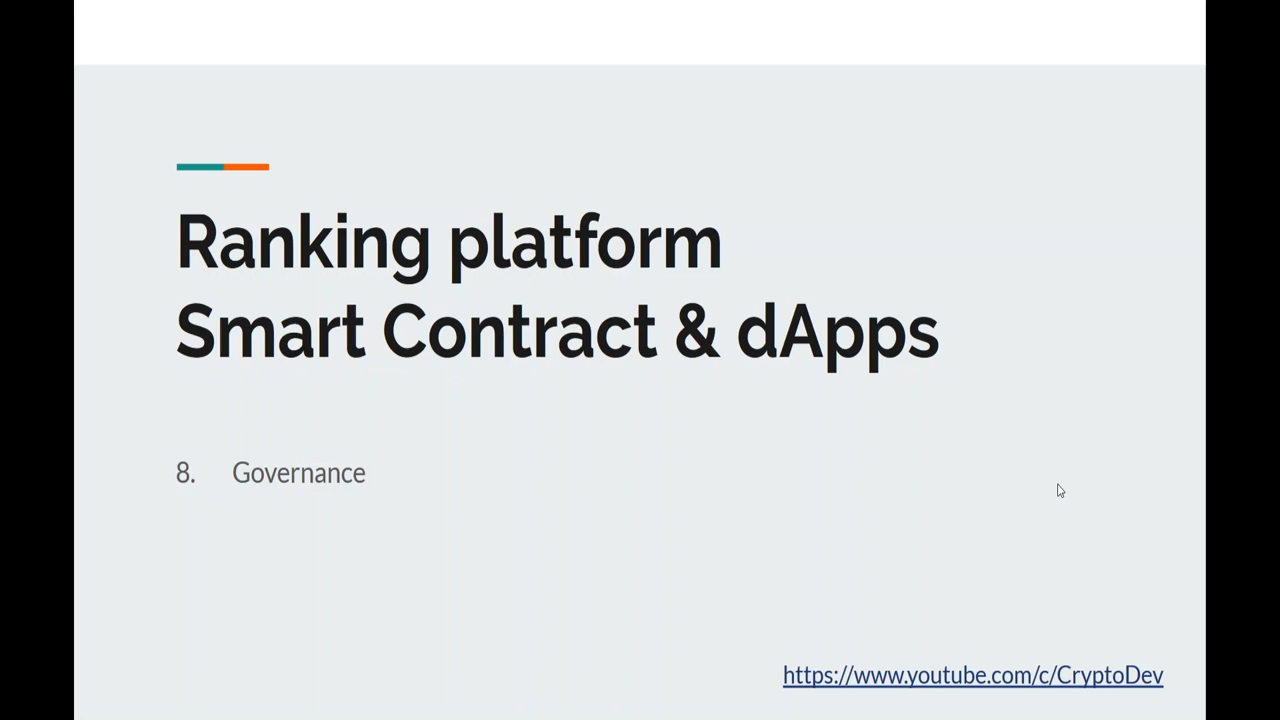 Ranking platform
Smart Contract & dApps
8. Governance
https://www.youtube.com/c/CryptoDev